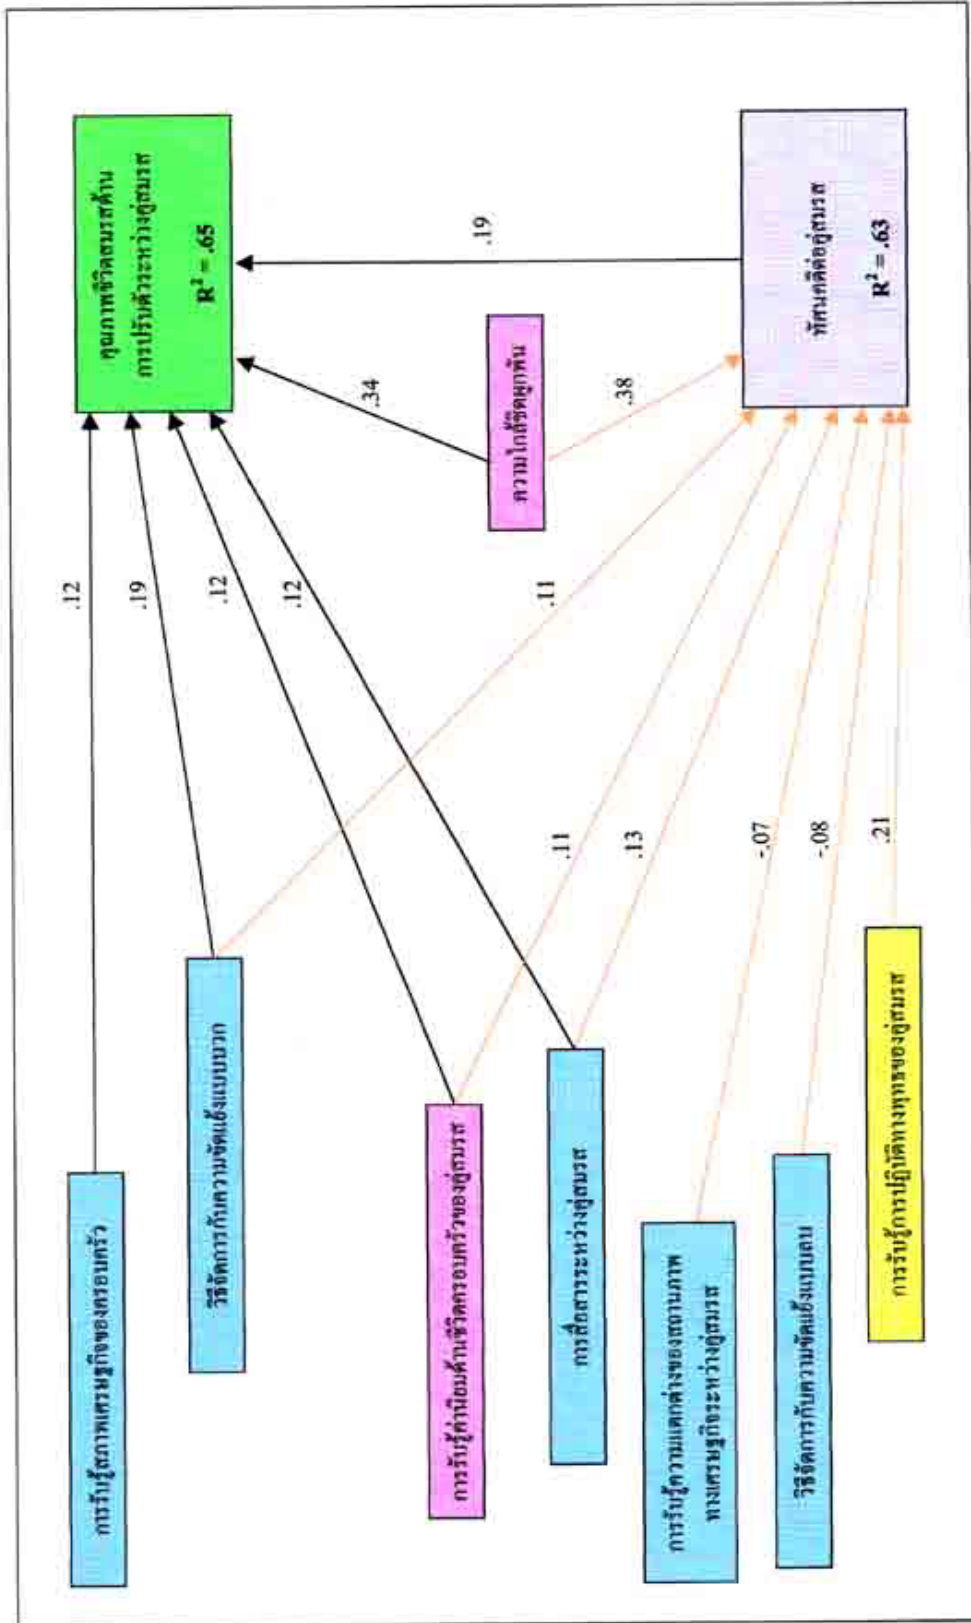 คุณภาพชีวิตสมรสด้าน
การปรับตัวระหว่างคู่สมรส
R² = .65
การรับรู้สภาพเศรษฐกิจของครอบครัว
.12
วิธีจัดการกับความขัดแย้งแบบบวก
.19
การรับรู้ค่านิยมด้านชีวิตครอบครัวของคู่สมรส
.12
การสื่อสารระหว่างคู่สมรส
.12
.34
ความใกล้ชิดผูกพัน
.38
.19
.11
.11
.13
การรับรู้ความแตกต่างของสถานภาพ
ทางเศรษฐกิจระหว่างคู่สมรส
-.07
วิธีจัดการกับความขัดแย้งแบบลบ
-.08
การรับรู้การปฏิบัติทางพุทธของคู่สมรส
.21
ทัศนคติต่อคู่สมรส
R² = .63